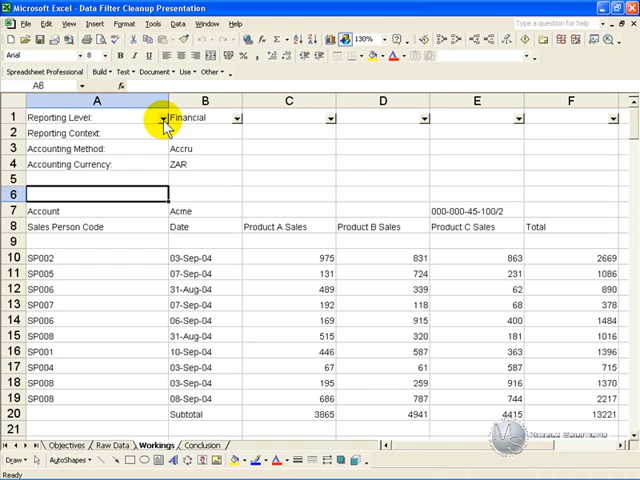 Microsoft Excel - Data Filter Cleanup Presentation
File Edit View Insert Format Tools Data Window Help
Type a question for help
130%
Arial 8 B I U
Spreadsheet Professional Build Test Document Use Other
A6 fx
A B C D E F
1 Reporting Level: Financial
2 Reporting Context:
3 Accounting Method: Accru
4 Accounting Currency: ZAR
5
6
7 Account Acme 000-000-45-100/2
8 Sales Person Code Date Product A Sales Product B Sales Product C Sales Total
9
10 SP002 03-Sep-04 975 831 863 2669
11 SP005 07-Sep-04 131 724 231 1086
12 SP006 31-Aug-04 489 339 62 890
13 SP007 07-Sep-04 192 118 68 378
14 SP006 06-Sep-04 169 915 400 1484
15 SP008 31-Aug-04 515 320 181 1016
16 SP001 10-Sep-04 446 587 363 1396
17 SP004 03-Sep-04 67 61 587 715
18 SP008 03-Sep-04 195 259 916 1370
19 SP008 08-Sep-04 686 787 744 2217
20 Subtotal 3865 4941 4415 13221
21
Objectives Raw Data Workings Conclusion
Draw AutoShapes
Ready